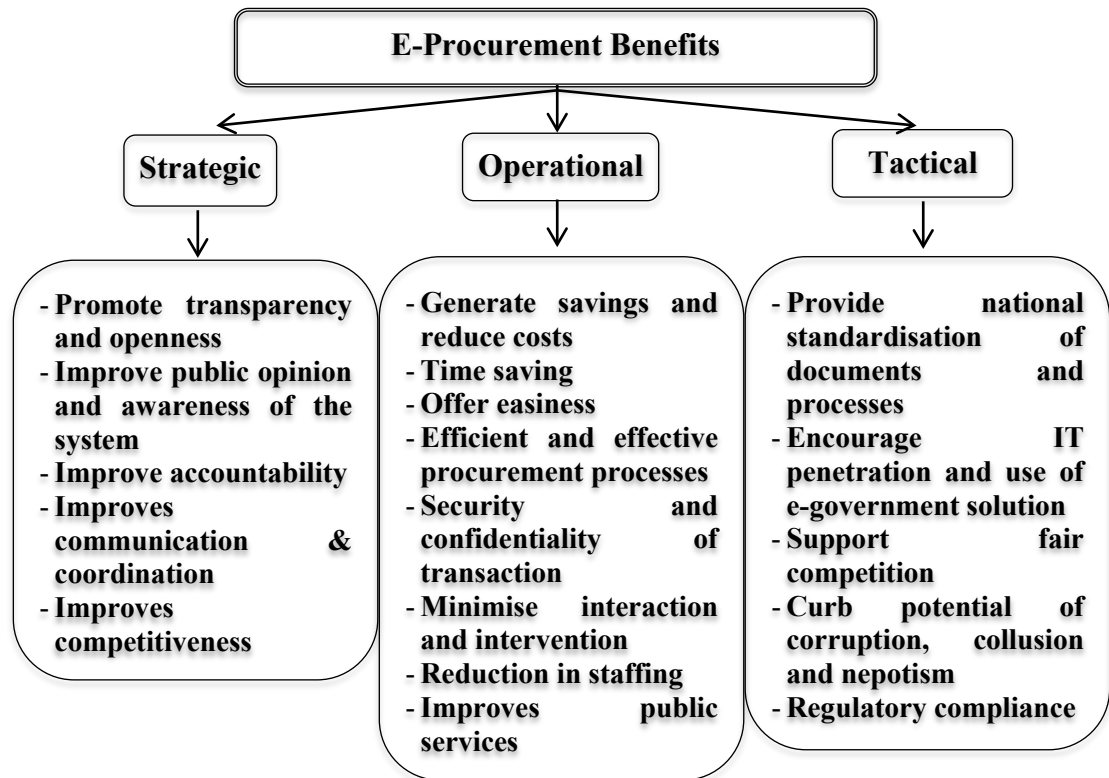 E-Procurement Benefits
Strategic
Operational
Tactical
- Promote transparency
and openness
- Improve public opinion
and awareness of the
system
- Improve accountability
- Improves
communication &
coordination
- Improves
competitiveness
- Generate savings and
reduce costs
- Time saving
- Offer easiness
- Efficient and effective
procurement processes
- Security and
confidentiality of
transaction
- Minimise interaction
and intervention
- Reduction in staffing
- Improves public
services
- Provide national
standardisation of
documents and
processes
- Encourage IT
penetration and use of
e-government solution
- Support fair
competition
- Curb potential of
corruption, collusion
and nepotism
- Regulatory compliance